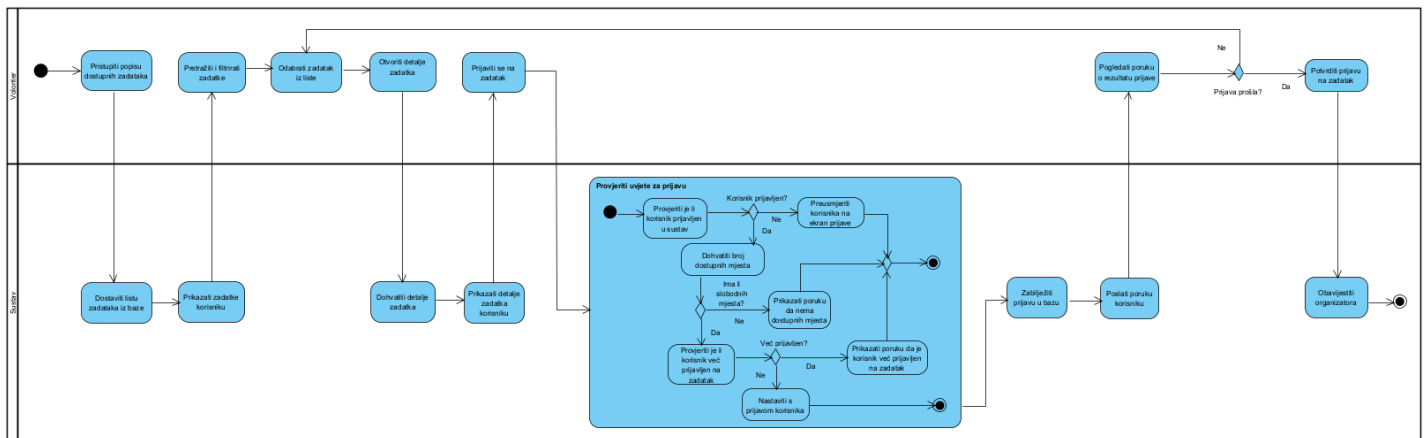 Volonter
Pristupiti popisu
dostupnih zadataka
Pretražiti i filtrirati
zadatke
Odabrati zadatak
iz liste
Otvoriti detalje
zadatka
Prijaviti se na
zadatak
Pogledati poruku
o rezultatu prijave
Ne
Prijava prošla?
Da
Potvrditi prijavu
na zadatak
Sustav
Dostaviti listu
zadataka iz baze
Prikazati zadatke
korisniku
Dohvatiti detalje
zadatka
Prikazati detalje
zadatka
korisniku
Provjeriti uvjete za prijavu
Provjeriti je li
korisnik prijavljen
u sustav
Korisnik prijavljen?
Ne
Da
Preusmjeriti
korisnika na
ekran prijave
Dohvatiti broj
dostupnih mjesta
Ima li
slobodnih
mjesta?
Ne
Da
Prikazati poruku
da nema
dostupnih mjesta
Provjeriti je li
korisnik već
prijavljen na
zadatak
Već prijavljen?
Da
Ne
Prikazati poruku da je
korisnik već prijavljen
na zadatak
Nastaviti s
prijavom korisnika
Zabilježiti
prijavu u bazu
Poslati poruku
korisniku
Obavijestiti
organizatora